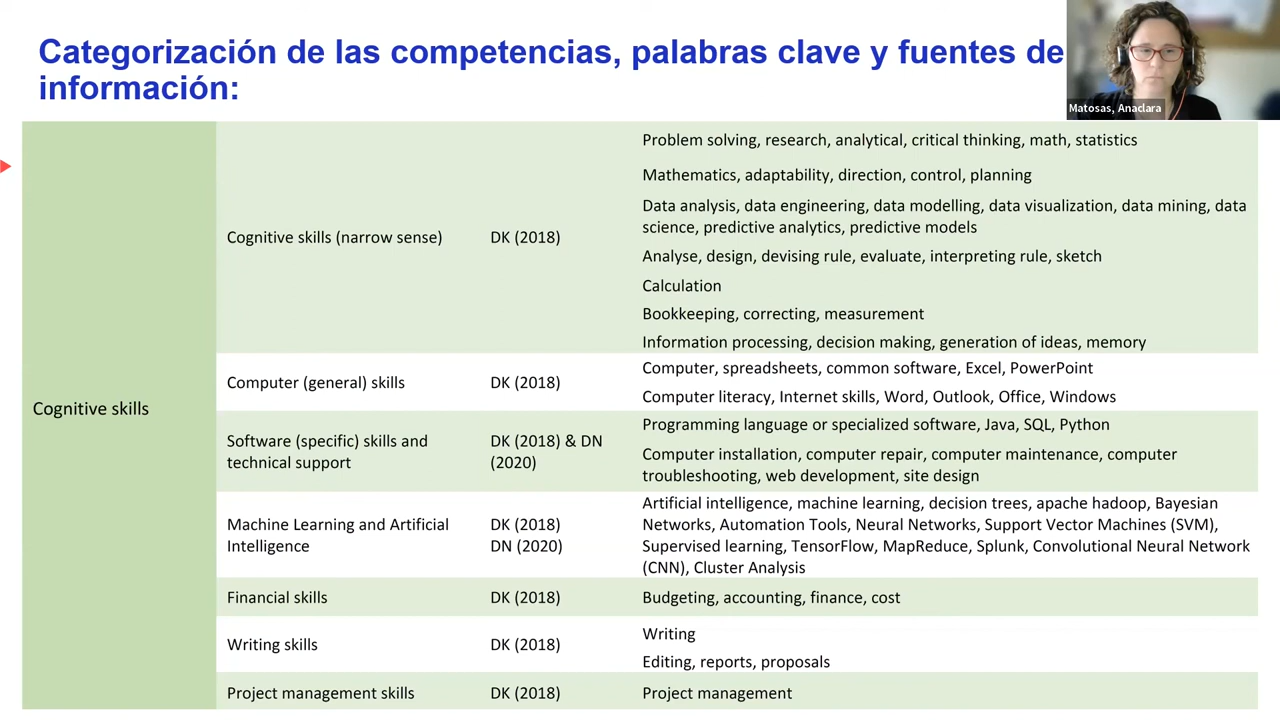 Categorización de las competencias, palabras clave y fuentes de
información:
Matosas, Anaclara
Cognitive skills
Cognitive skills (narrow sense)
DK (2018)
Problem solving, research, analytical, critical thinking, math, statistics
Mathematics, adaptability, direction, control, planning
Data analysis, data engineering, data modelling, data visualization, data mining, data
science, predictive analytics, predictive models
Analyse, design, devising rule, evaluate, interpreting rule, sketch
Calculation
Bookkeeping, correcting, measurement
Information processing, decision making, generation of ideas, memory
Computer (general) skills
DK (2018)
Computer, spreadsheets, common software, Excel, PowerPoint
Computer literacy, Internet skills, Word, Outlook, Office, Windows
Software (specific) skills and
technical support
DK (2018) & DN
(2020)
Programming language or specialized software, Java, SQL, Python
Computer installation, computer repair, computer maintenance, computer
troubleshooting, web development, site design
Machine Learning and Artificial
Intelligence
DK (2018)
DN (2020)
Artificial intelligence, machine learning, decision trees, apache hadoop, Bayesian
Networks, Automation Tools, Neural Networks, Support Vector Machines (SVM),
Supervised learning, TensorFlow, MapReduce, Splunk, Convolutional Neural Network
(CNN), Cluster Analysis
Financial skills
DK (2018)
Budgeting, accounting, finance, cost
Writing skills
DK (2018)
Writing
Editing, reports, proposals
Project management skills
DK (2018)
Project management